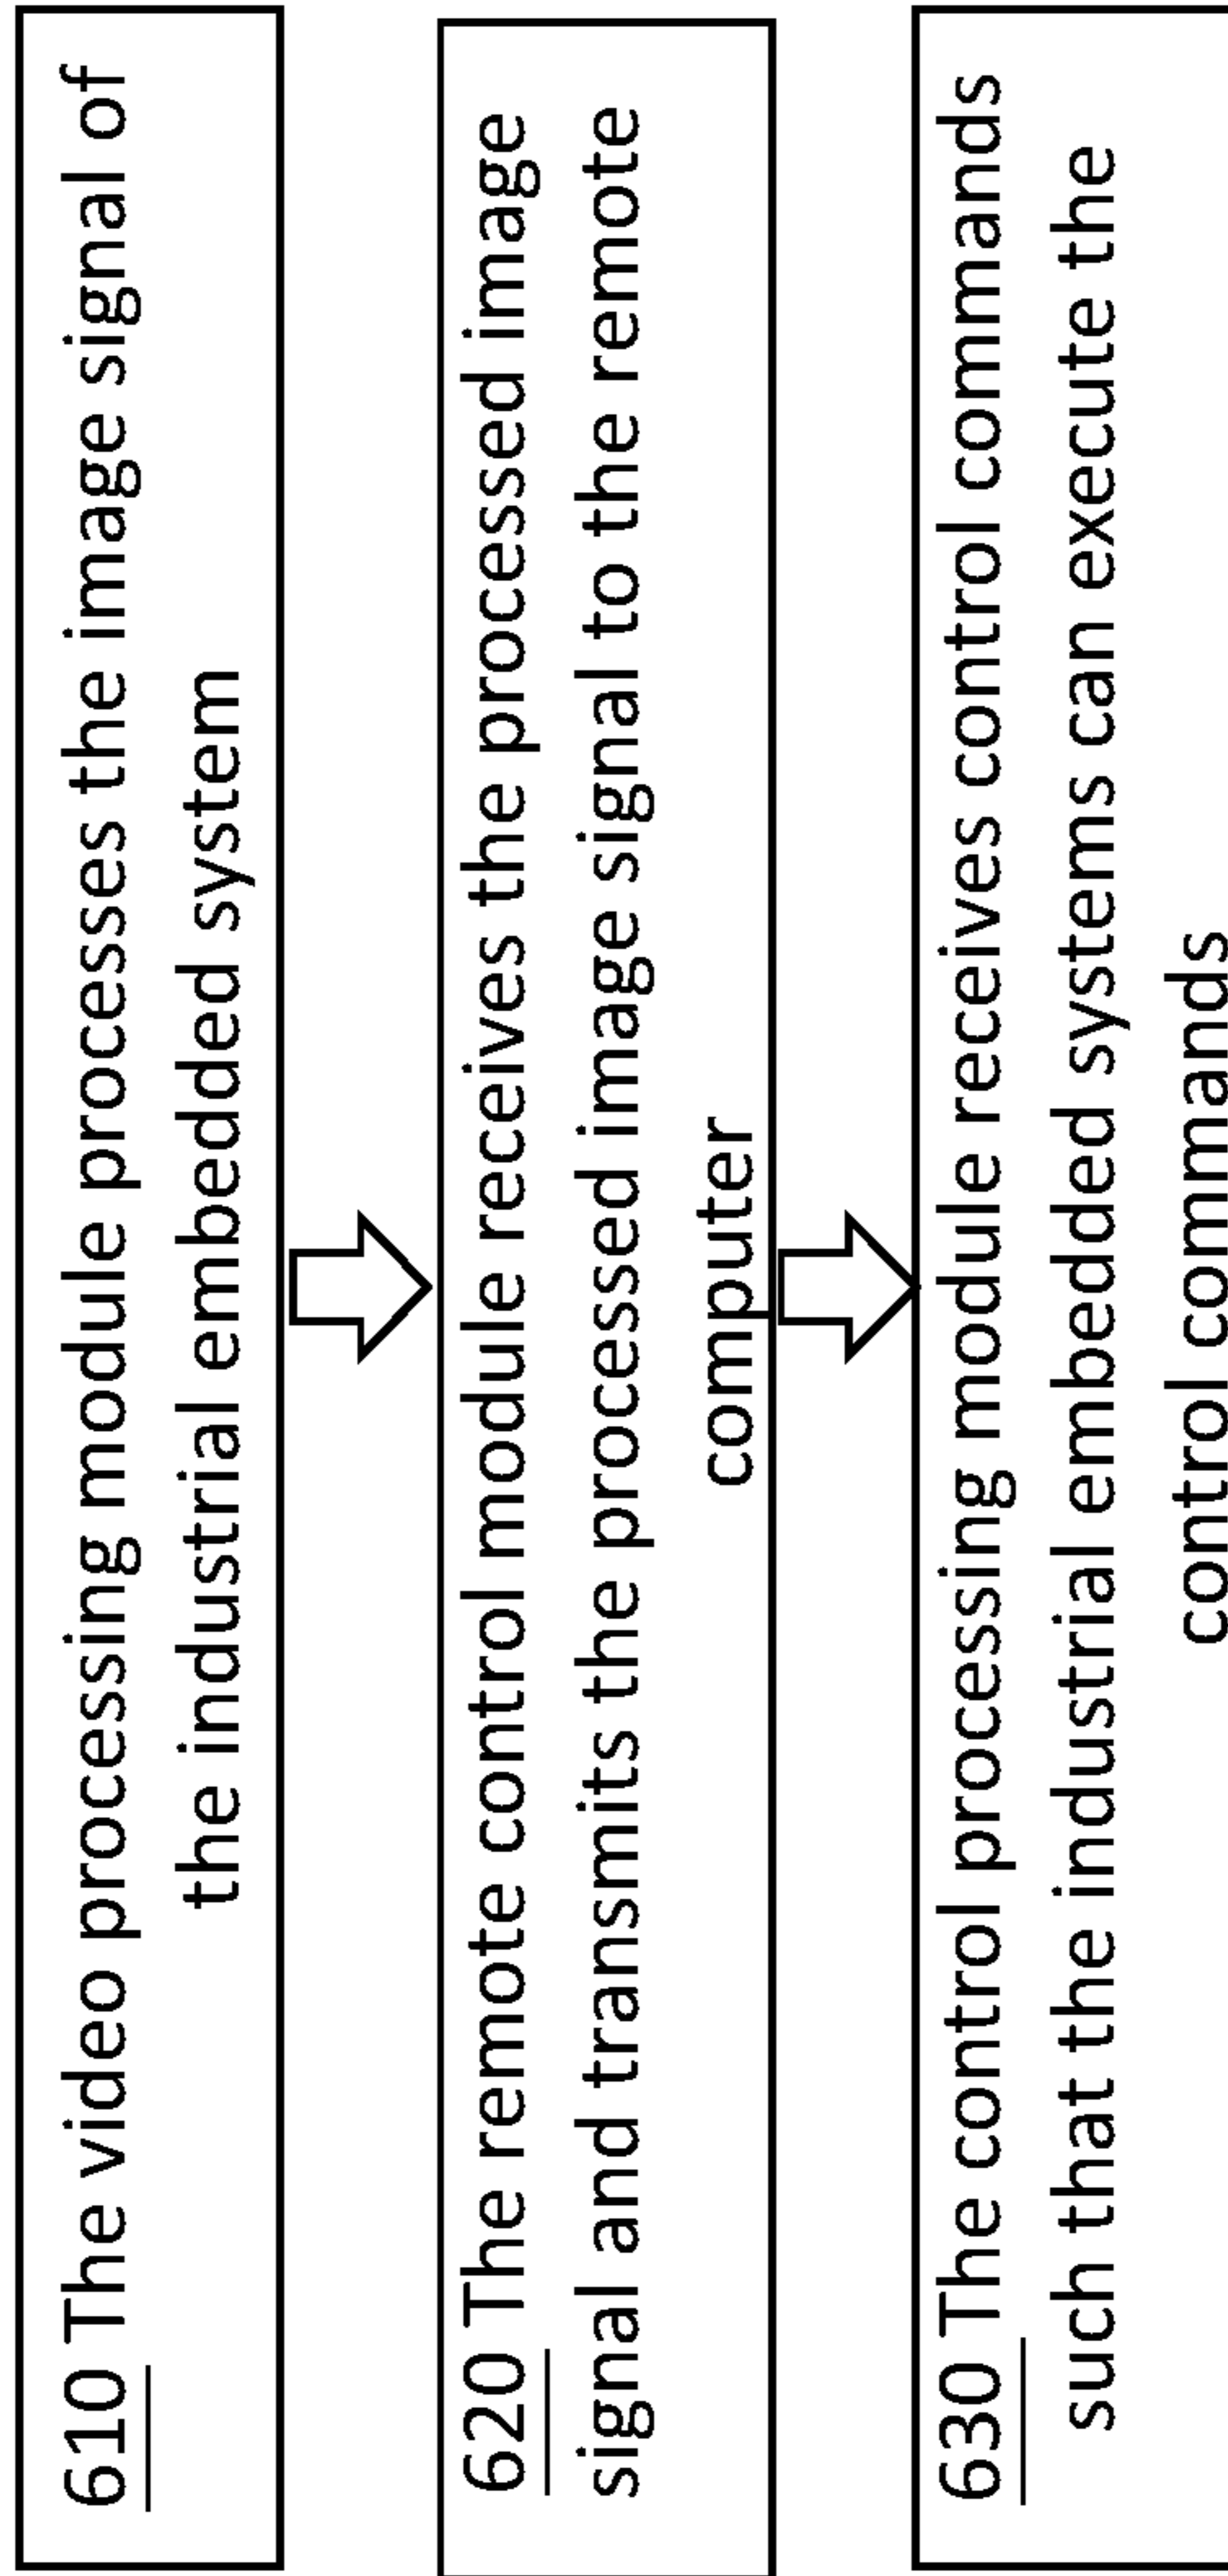 610 The video processing module processes the image signal of
the industrial embedded system
620 The remote control module receives the processed image
signal and transmits the processed image signal to the remote
computer
630 The control processing module receives control commands
such that the industrial embedded systems can execute the
control commands